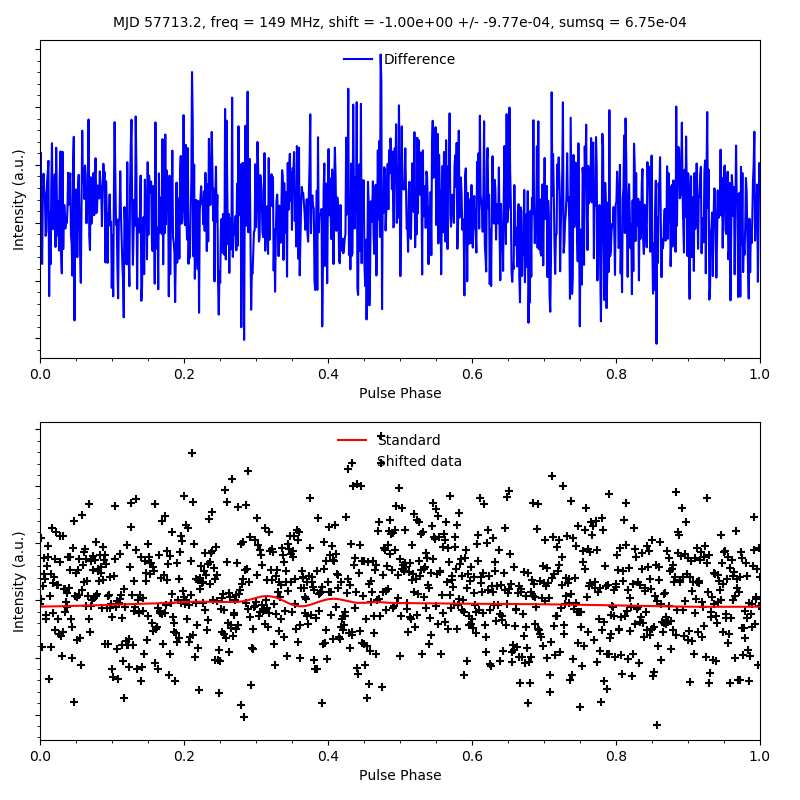 MJD 57713.2, freq = 149 MHz, shift = -1.00e+00 +/- -9.77e-04, sumsq = 6.75e-04
Difference
Intensity (a.u.)
0.0 0.2 0.4 0.6 0.8 1.0
Pulse Phase
Standard
Shifted data
Intensity (a.u.)
0.0 0.2 0.4 0.6 0.8 1.0
Pulse Phase